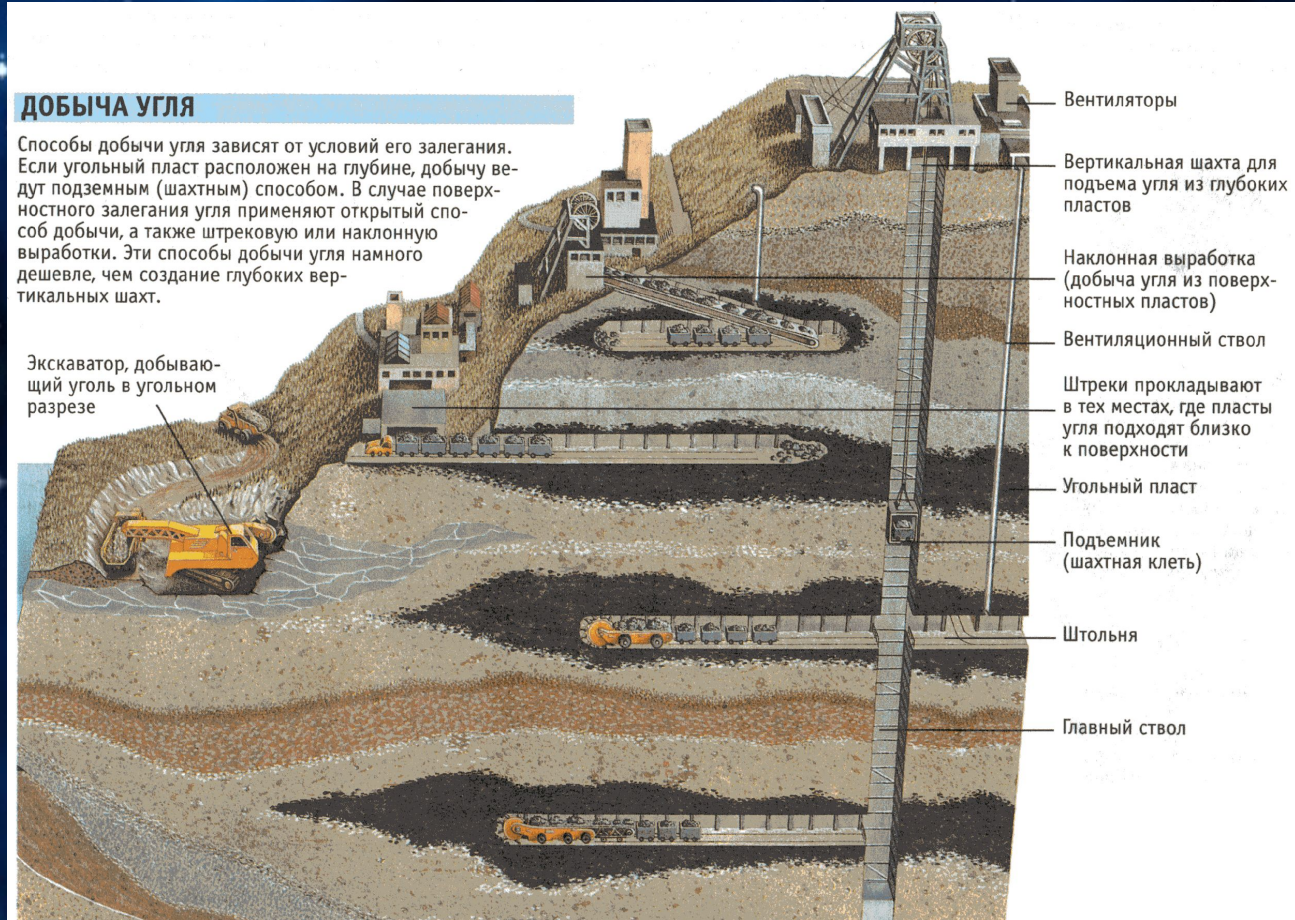 ДОБЫЧА УГЛЯ
Способы добычи угля зависят от условий его залегания.
Если угольный пласт расположен на глубине, добычу ве-
дут подземным (шахтным) способом. В случае поверх-
ностного залегания угля применяют открытый спо-
соб добычи, а также штрековую или наклонную
выработки. Эти способы добычи угля намного
дешевле, чем создание глубоких вер-
тикальных шахт.
Экскаватор, добываю-
щий уголь в угольном
разрезе
Вентиляторы
Вертикальная шахта для
подъема угля из глубоких
пластов
Наклонная выработка
(добыча угля из поверх-
ностных пластов)
Вентиляционный ствол
Штреки прокладывают
в тех местах, где пласты
угля подходят близко
к поверхности
Угольный пласт
Подъемник
(шахтная клеть)
Штольня
Главный ствол